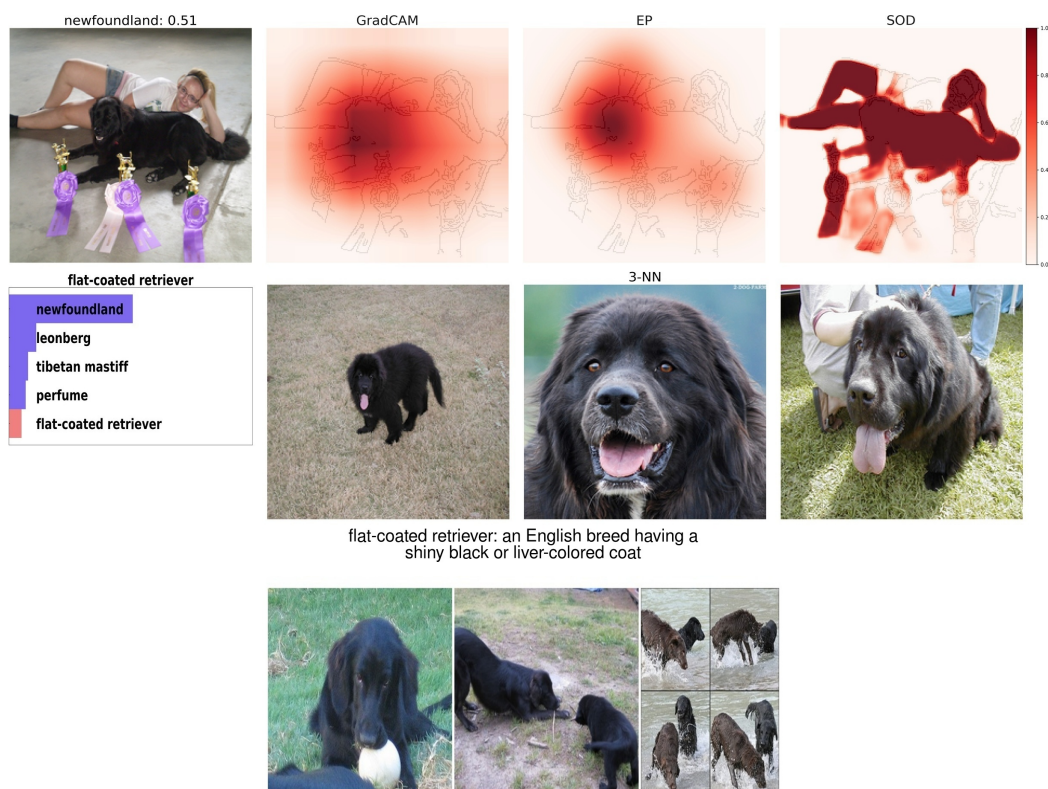 newfoundland: 0.51
GradCAM
EP
SOD
1.0
0.8
0.6
0.4
0.2
0.0
flat-coated retriever
newfoundland
leonberg
tibetan mastiff
perfume
flat-coated retriever
3-NN
flat-coated retriever: an English breed having a
shiny black or liver-colored coat